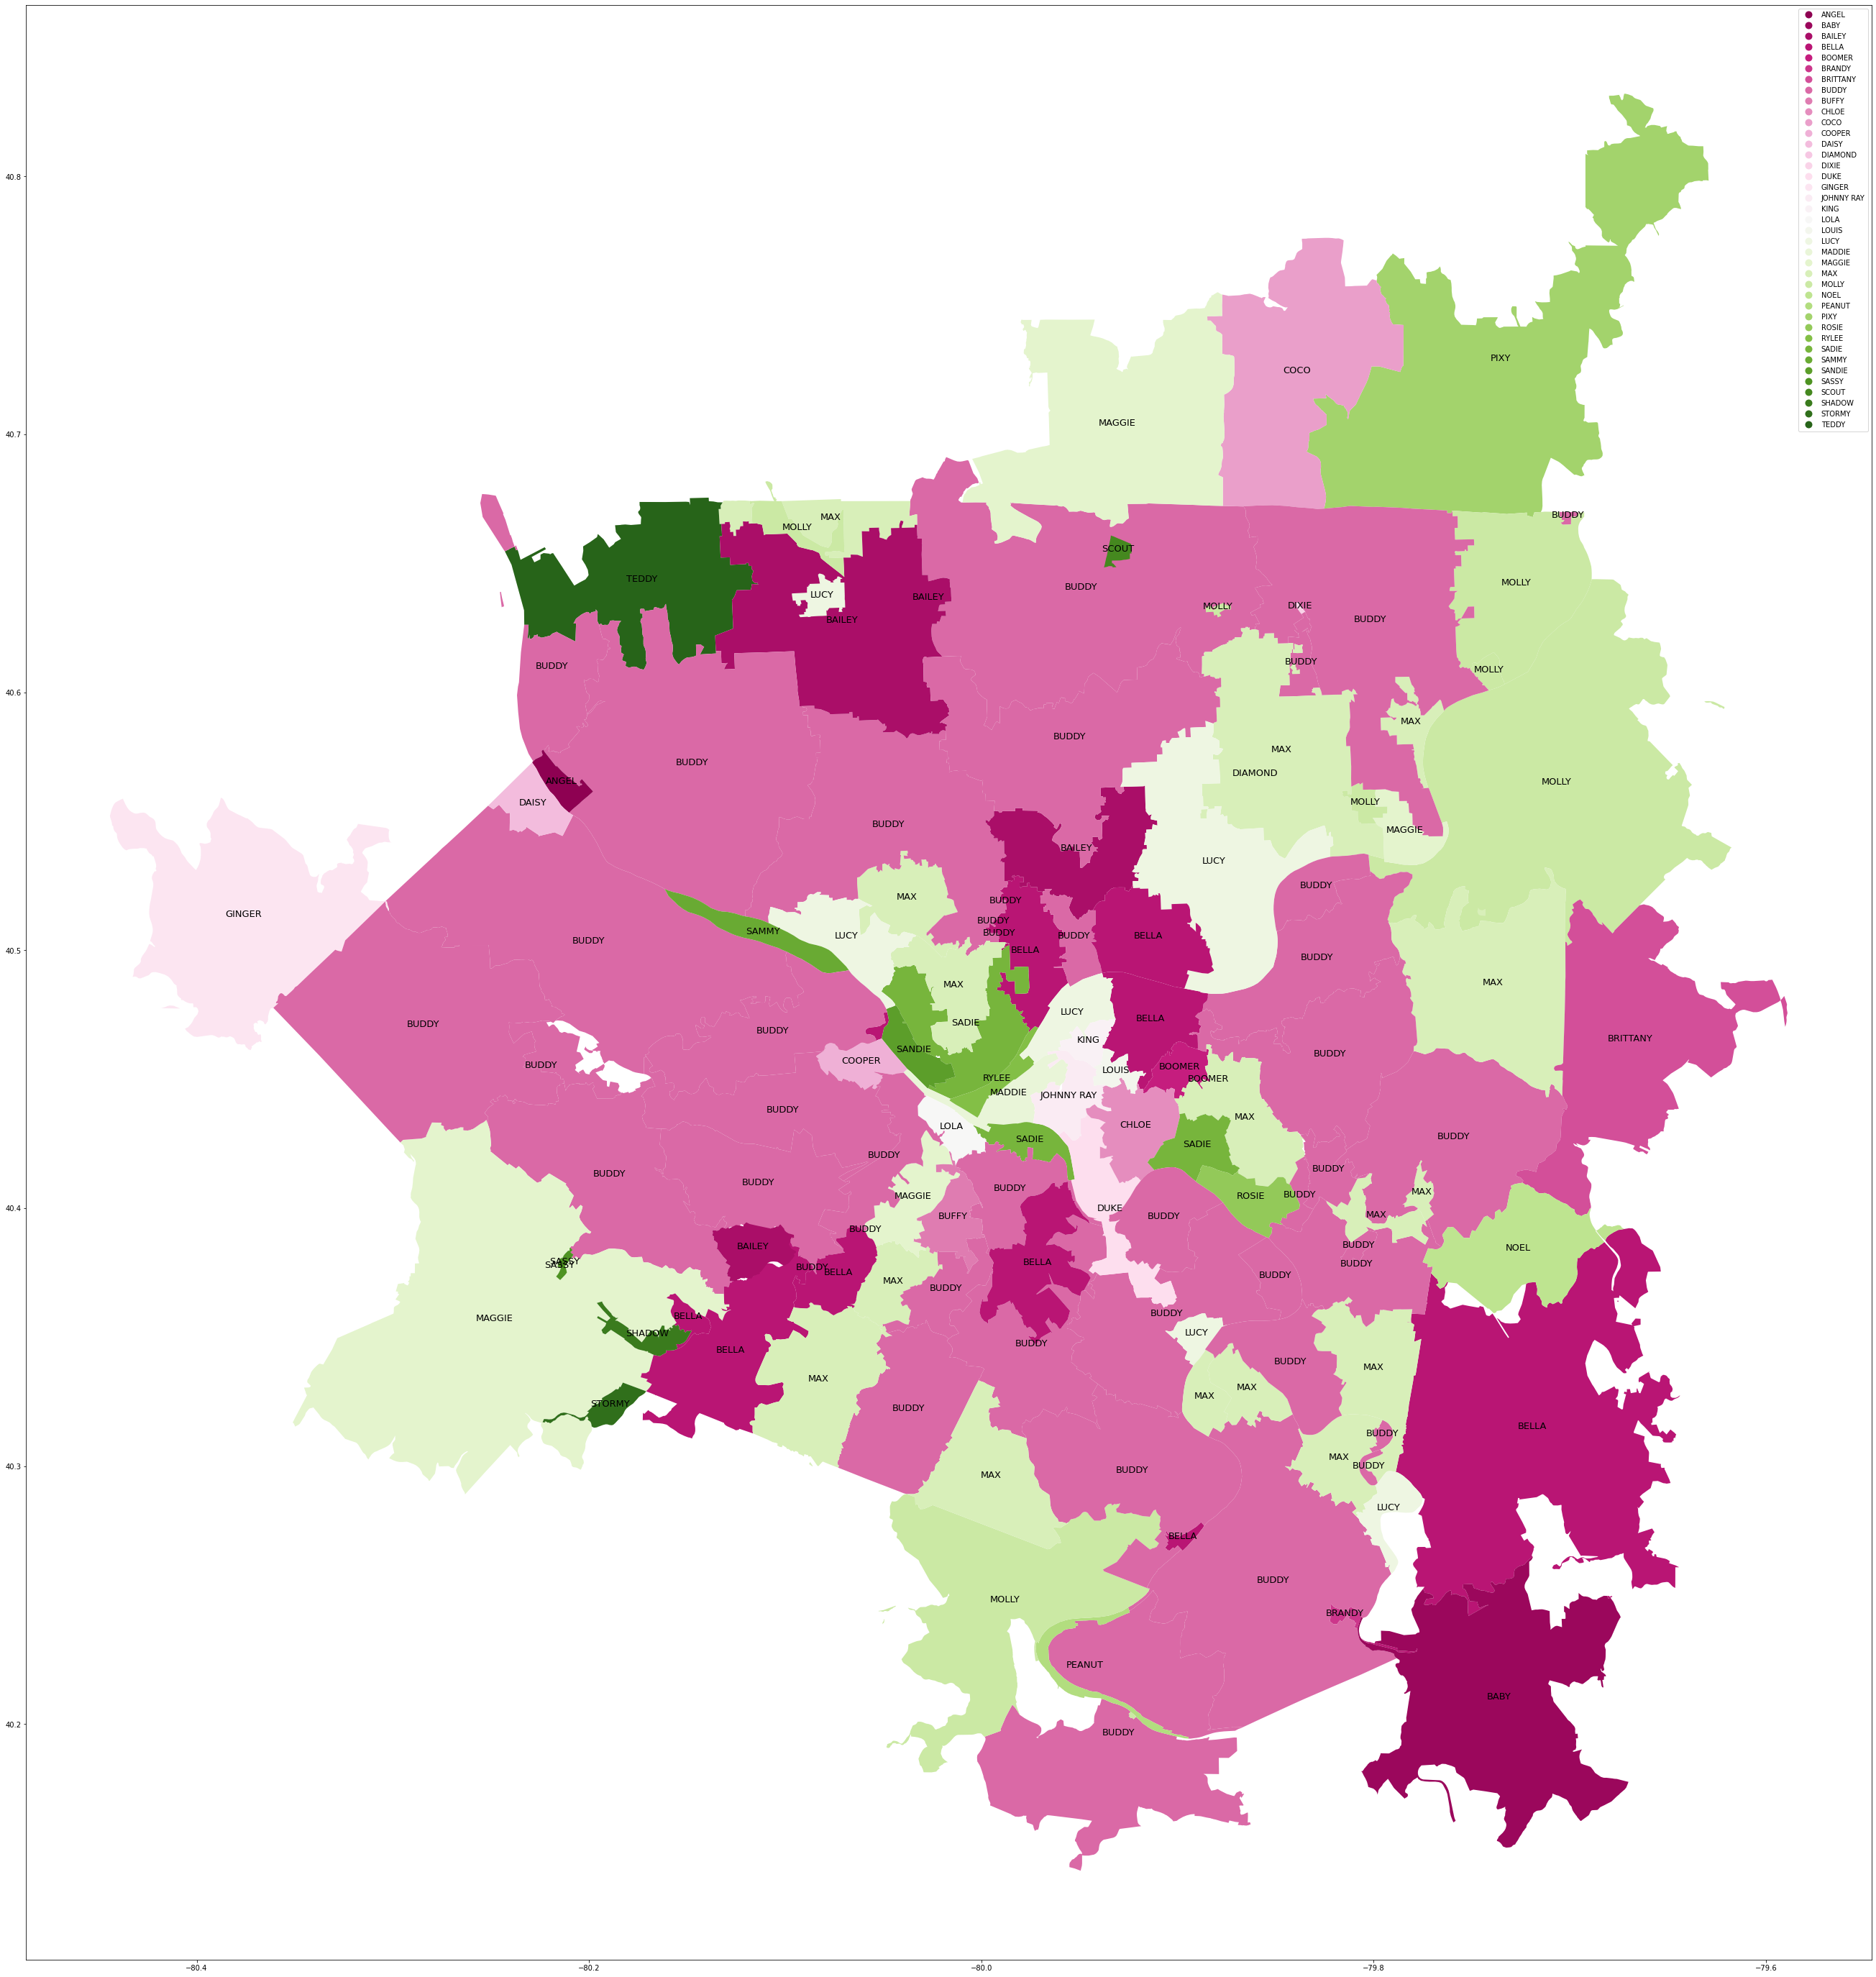 ANGEL
BABY
BAILEY
BELLA
BOOMER
BRANDY
BRITTANY
BUDDY
BUFFY
CHLOE
COCO
COOPER
DAISY
DIAMOND
DIXIE
DUKE
GINGER
JOHNNY RAY
KING
LOLA
LOUIS
LUCY
MADDIE
MAGGIE
MAX
MOLLY
NOEL
PEANUT
PIXY
ROSIE
RYLEE
SADIE
SAMMY
SANDIE
SASSY
SCOUT
SHADOW
STORMY
TEDDY
40.8
40.7
40.6
40.5
40.4
40.3
40.2
PIXY
COCO
MAGGIE
BUDDY
MAX
MOLLY
SCOUT
TEDDY
MOLLY
BUDDY
LUCY
BAILEY
MOLLY
DIXIE
BAILEY
BUDDY
BUDDY
BUDDY
MOLLY
MAX
BUDDY
MAX
BUDDY
DIAMOND
ANGEL
MOLLY
DAISY
MOLLY
BUDDY
MAGGIE
BAILEY
LUCY
BUDDY
MAX
BUDDY
GINGER
BUDDY
SAMMY
LUCY
BUDDY
BUDDY
BELLA
BUDDY
BELLA
BUDDY
MAX
MAX
LUCY
BELLA
SADIE
BUDDY
BUDDY
KING
BRITTANY
SANDIE
BUDDY
COOPER
BUDDY
BOOMER
LOUIS
RYLEE
BOOMER
MADDIE
JOHNNY RAY
BUDDY
MAX
LOLA
CHLOE
SADIE
SADIE
BUDDY
BUDDY
BUDDY
BUDDY
BUDDY
BUDDY
MAX
MAGGIE
ROSIE
BUDDY
DUKE
BUFFY
BUDDY
MAX
BUDDY
BAILEY
BUDDY
NOEL
SASSY
SASSY
BUDDY
BELLA
BELLA
BUDDY
BUDDY
MAX
BUDDY
MAGGIE
BELLA
BUDDY
SHADOW
LUCY
BELLA
BUDDY
BUDDY
MAX
MAX
MAX
MAX
STORMY
BUDDY
BELLA
BUDDY
MAX
BUDDY
MAX
BUDDY
LUCY
BELLA
BUDDY
MOLLY
BRANDY
PEANUT
BABY
BUDDY
−80.4
−80.2
−80.0
−79.8
−79.6